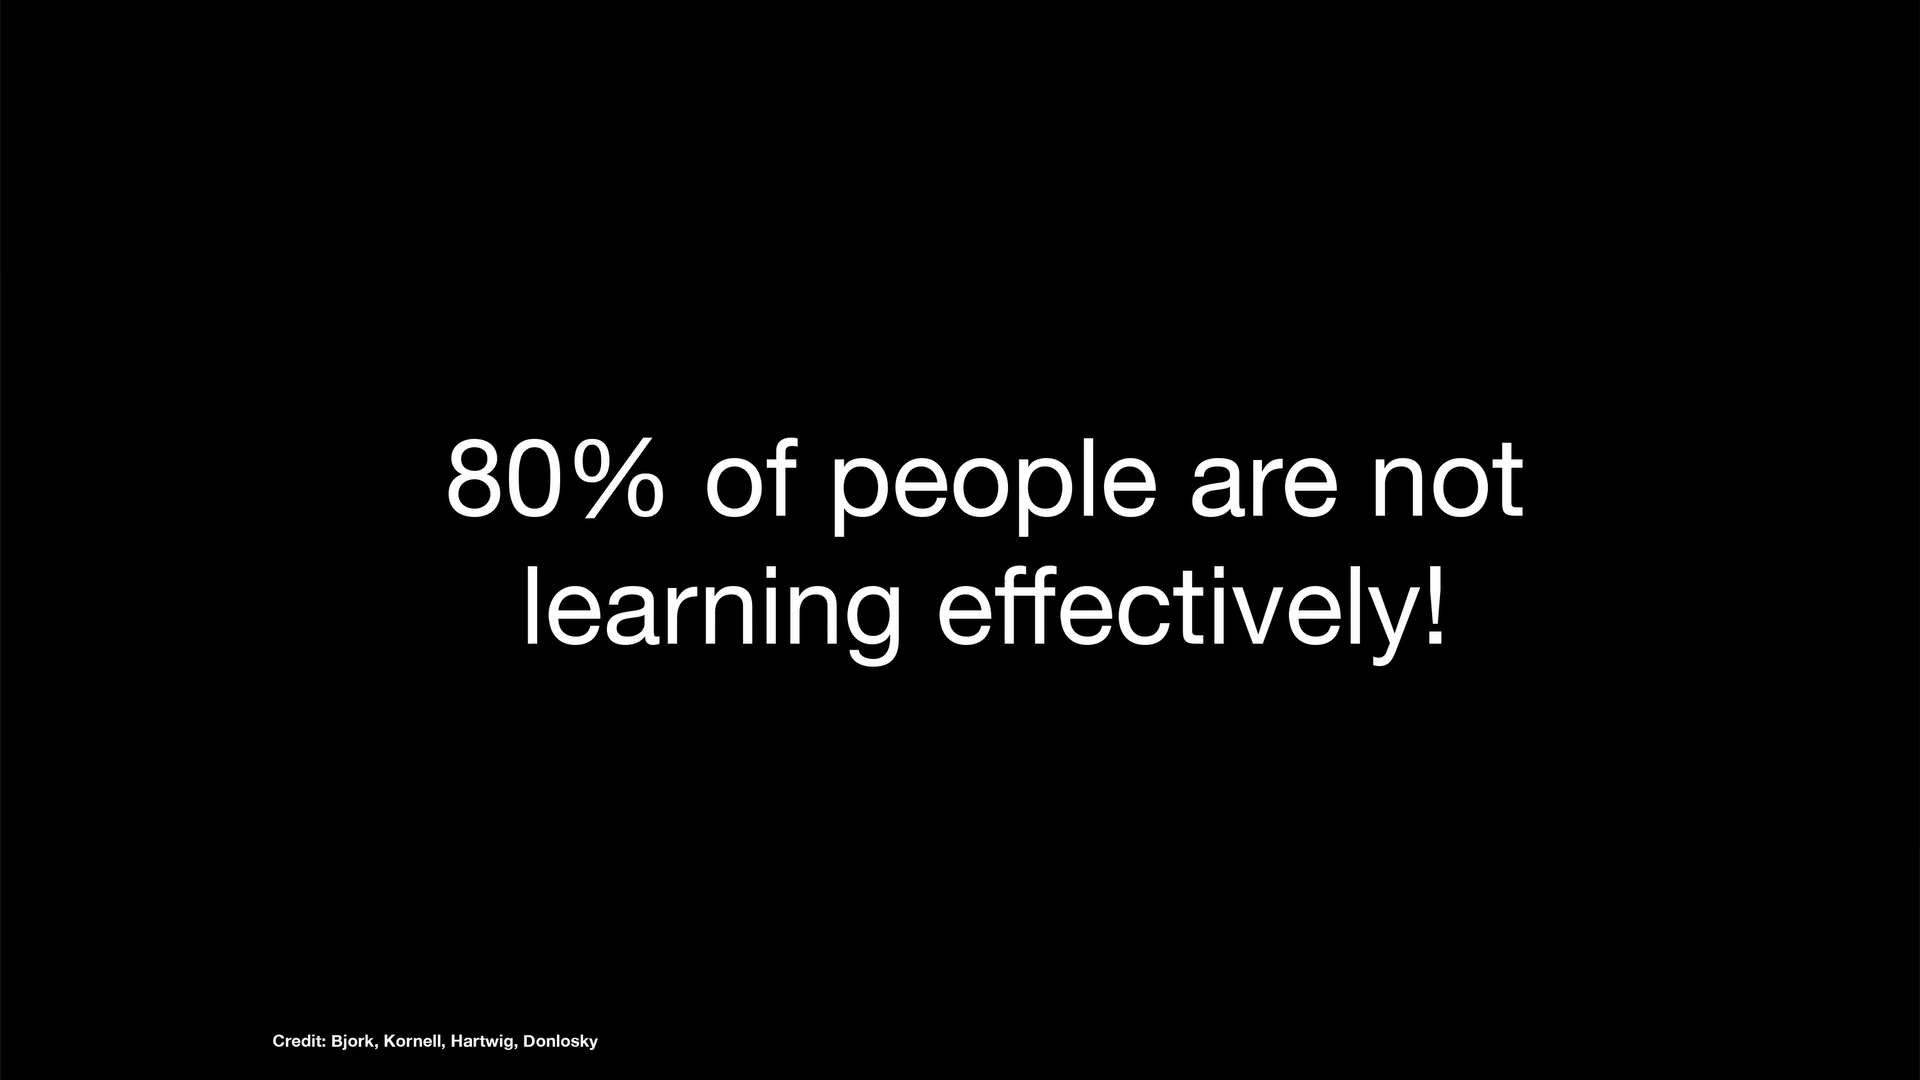 80% of people are not
learning effectively!
Credit: Bjork, Kornell, Hartwig, Donlosky